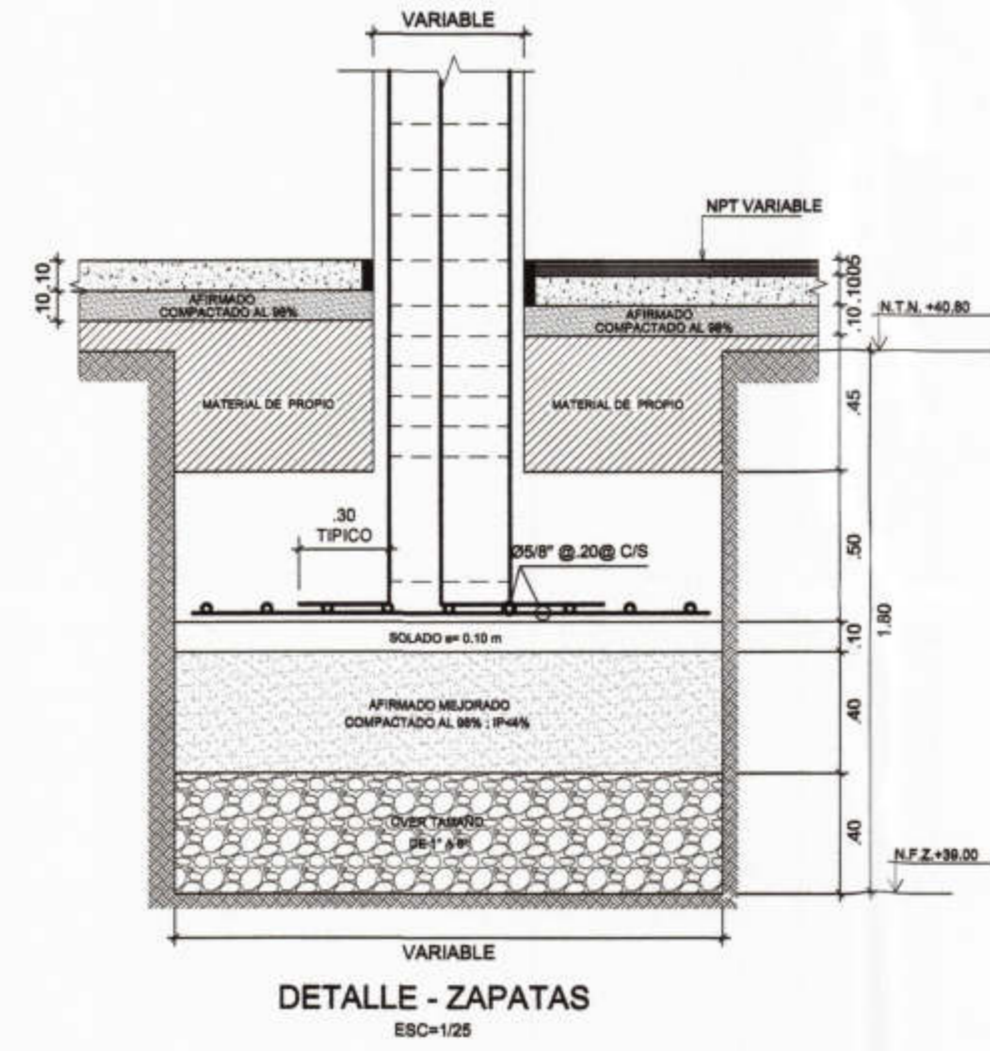 VARIABLE
NPT VARIABLE
.10
.10
AFIRMADO
COMPACTADO AL 98%
AFIRMADO
COMPACTADO AL 98%
.05
.10
.10
N.T.N. +40.80
MATERIAL DE PROPIO
MATERIAL DE PROPIO
.45
.30
TIPICO
Ø5/8" @.20@ C/S
.50
1.80
SOLADO e= 0.10 m
.10
AFIRMADO MEJORADO
COMPACTADO AL 98% ; IP<4%
.40
OVER TAMAÑO
DE 1" A 6"
.40
N.F.Z.+39.00
VARIABLE
DETALLE - ZAPATAS
ESC=1/25